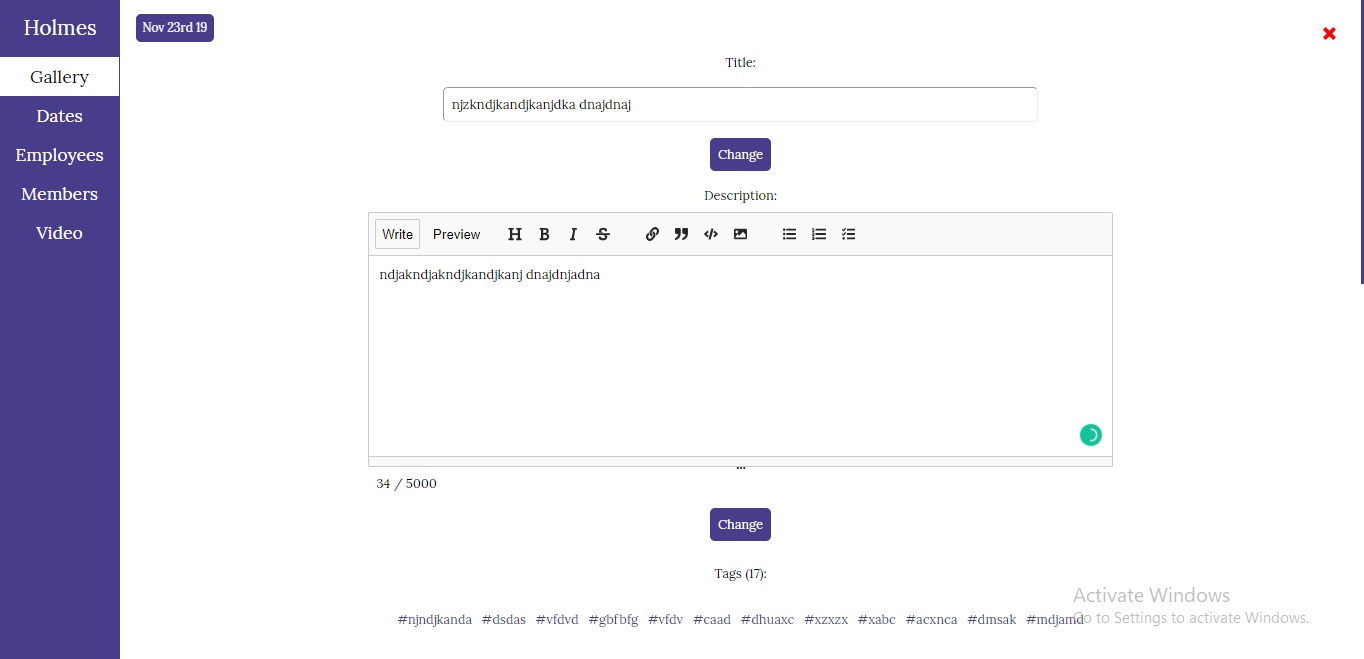 Holmes
Gallery
Dates
Employees
Members
Video
Nov 23rd 19
Title:
njzkndjkandjkanjdka dnajdnaj
Change
Description:
Write Preview H B I S
ndjakndjakndjkandjkanj dnajdnjadna
34 / 5000
Change
Tags (17):
#njndjkanda #dsdas #vfdvd #gbfbfg #vfdv #caad #dhuaxc #xzxzx #xabc #acxnca #dmsak #mdjamd
Activate Windows
Go to Settings to activate Windows.